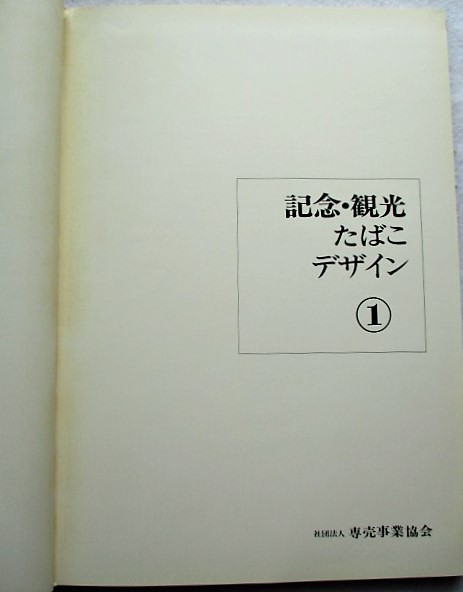 記念・観光
たばこ
デザイン
①
社団法人 専売事業協会